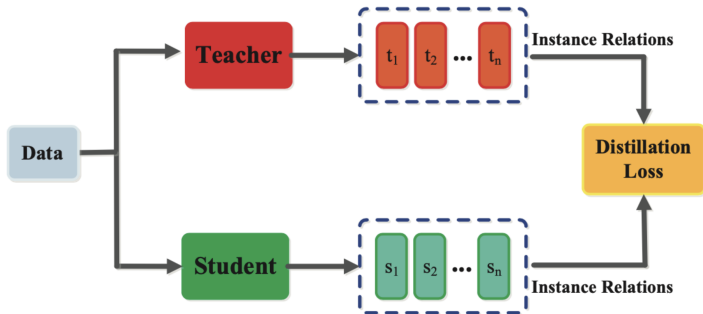 Teacher
t1 t2 ... tn
Instance Relations
Data
Distillation
Loss
Student
s1 s2 ... sn
Instance Relations